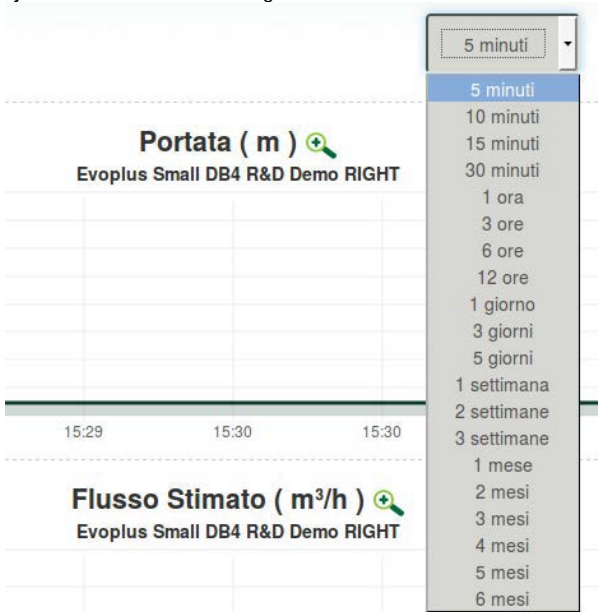 5 minuti
5 minuti
10 minuti
15 minuti
30 minuti
1 ora
3 ore
6 ore
12 ore
1 giorno
3 giorni
5 giorni
1 settimana
2 settimane
3 settimane
1 mese
2 mesi
3 mesi
4 mesi
5 mesi
6 mesi
Portata ( m )
Evoplus Small DB4 R&D Demo RIGHT
15:29 15:30 15:30
Flusso Stimato ( m³/h )
Evoplus Small DB4 R&D Demo RIGHT